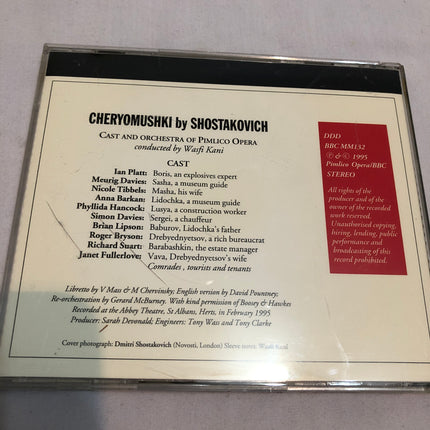 CHERYOMUSHKI by SHOSTAKOVICH
CAST AND ORCHESTRA OF PIMLICO OPERA
conducted by Wasfi Kani
CAST
Ian Platt: Boris, an explosives expert
Meurig Davies: Sasha, a museum guide
Nicole Tibbels: Masha, his wife
Anna Barkan: Lidochka, a museum guide
Phyllida Hancock: Lusya, a construction worker
Simon Davies: Sergei, a chauffeur
Brian Lipson: Baburov, Lidochka's father
Roger Bryson: Drebyednyetsov, a rich bureaucrat
Richard Suart: Barabashkin, the estate manager
Janet Fullerlove: Vava, Drebyednyetsov's wife
Comrades, tourists and tenants
Libretto by V Mass & M Chervinsky; English version by David Pountney;
Re-orchestration by Gerard McBurney. With kind permission of Boosey & Hawkes
Recorded at the Abbey Theatre, St Albans, Herts, in February 1995
Producer: Sarah Devonald; Engineers: Tony Wass and Tony Clarke
Cover photograph: Dmitri Shostakovich (Novosti, London) Sleeve notes: Wasfi Kani
DDD
BBC MM132
℗ & © 1995
Pimlico Opera/BBC
STEREO
All rights of the
producer and of the
owner of the recorded
work reserved.
Unauthorised copying,
hiring, lending, public
performance and
broadcasting of this
record prohibited.